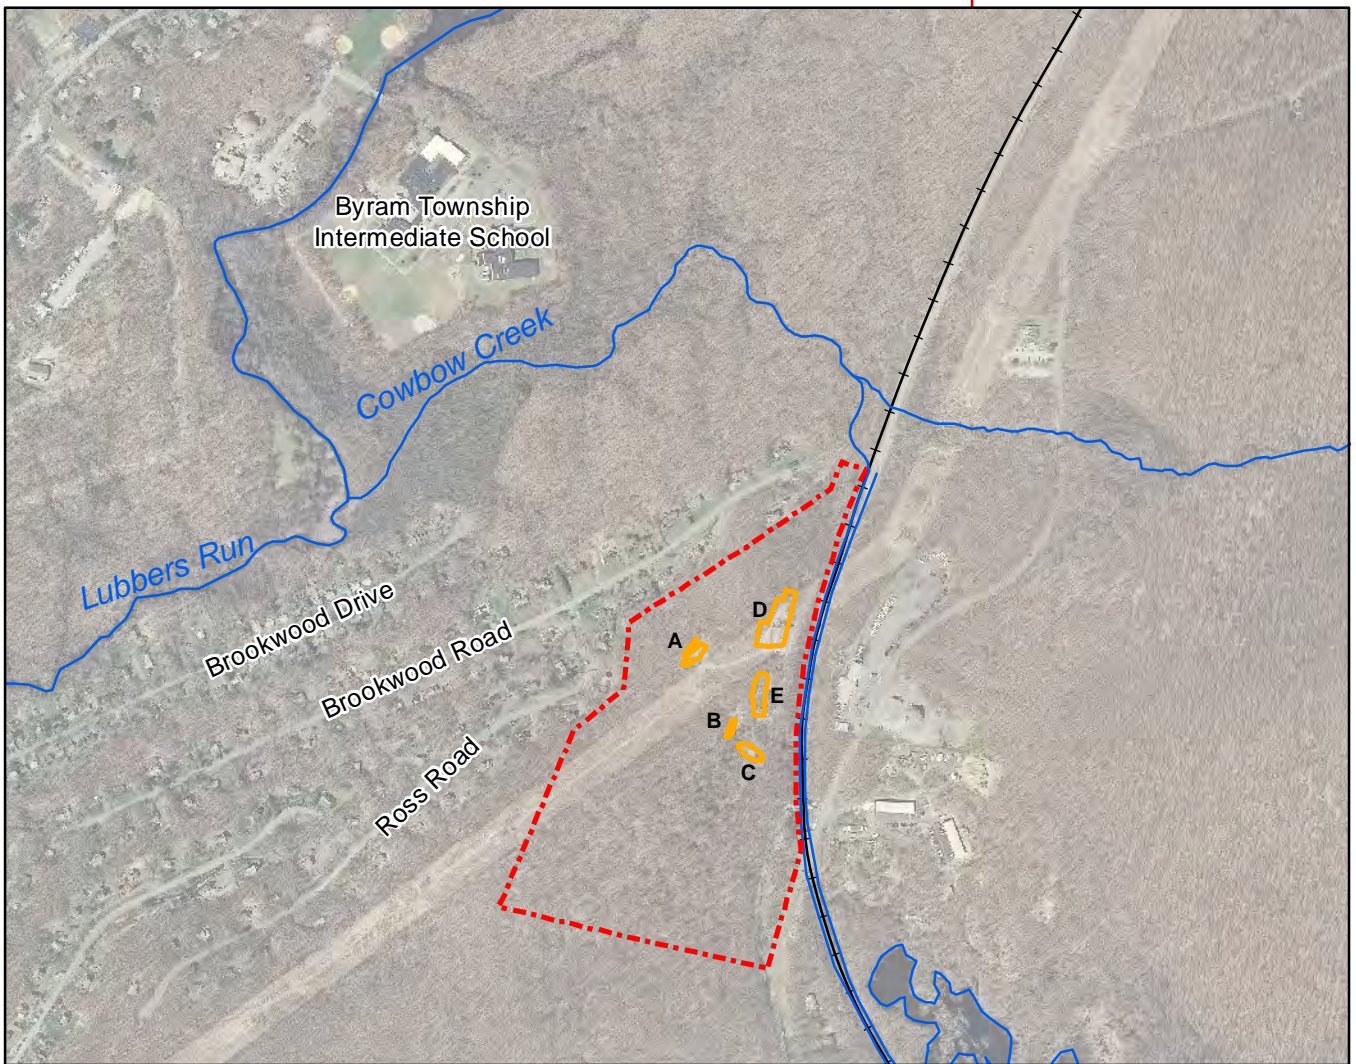 Byram Township
Intermediate School
Cowbow Creek
Lubbers Run
Brookwood Drive
Brookwood Road
Ross Road
A
D
E
B
C